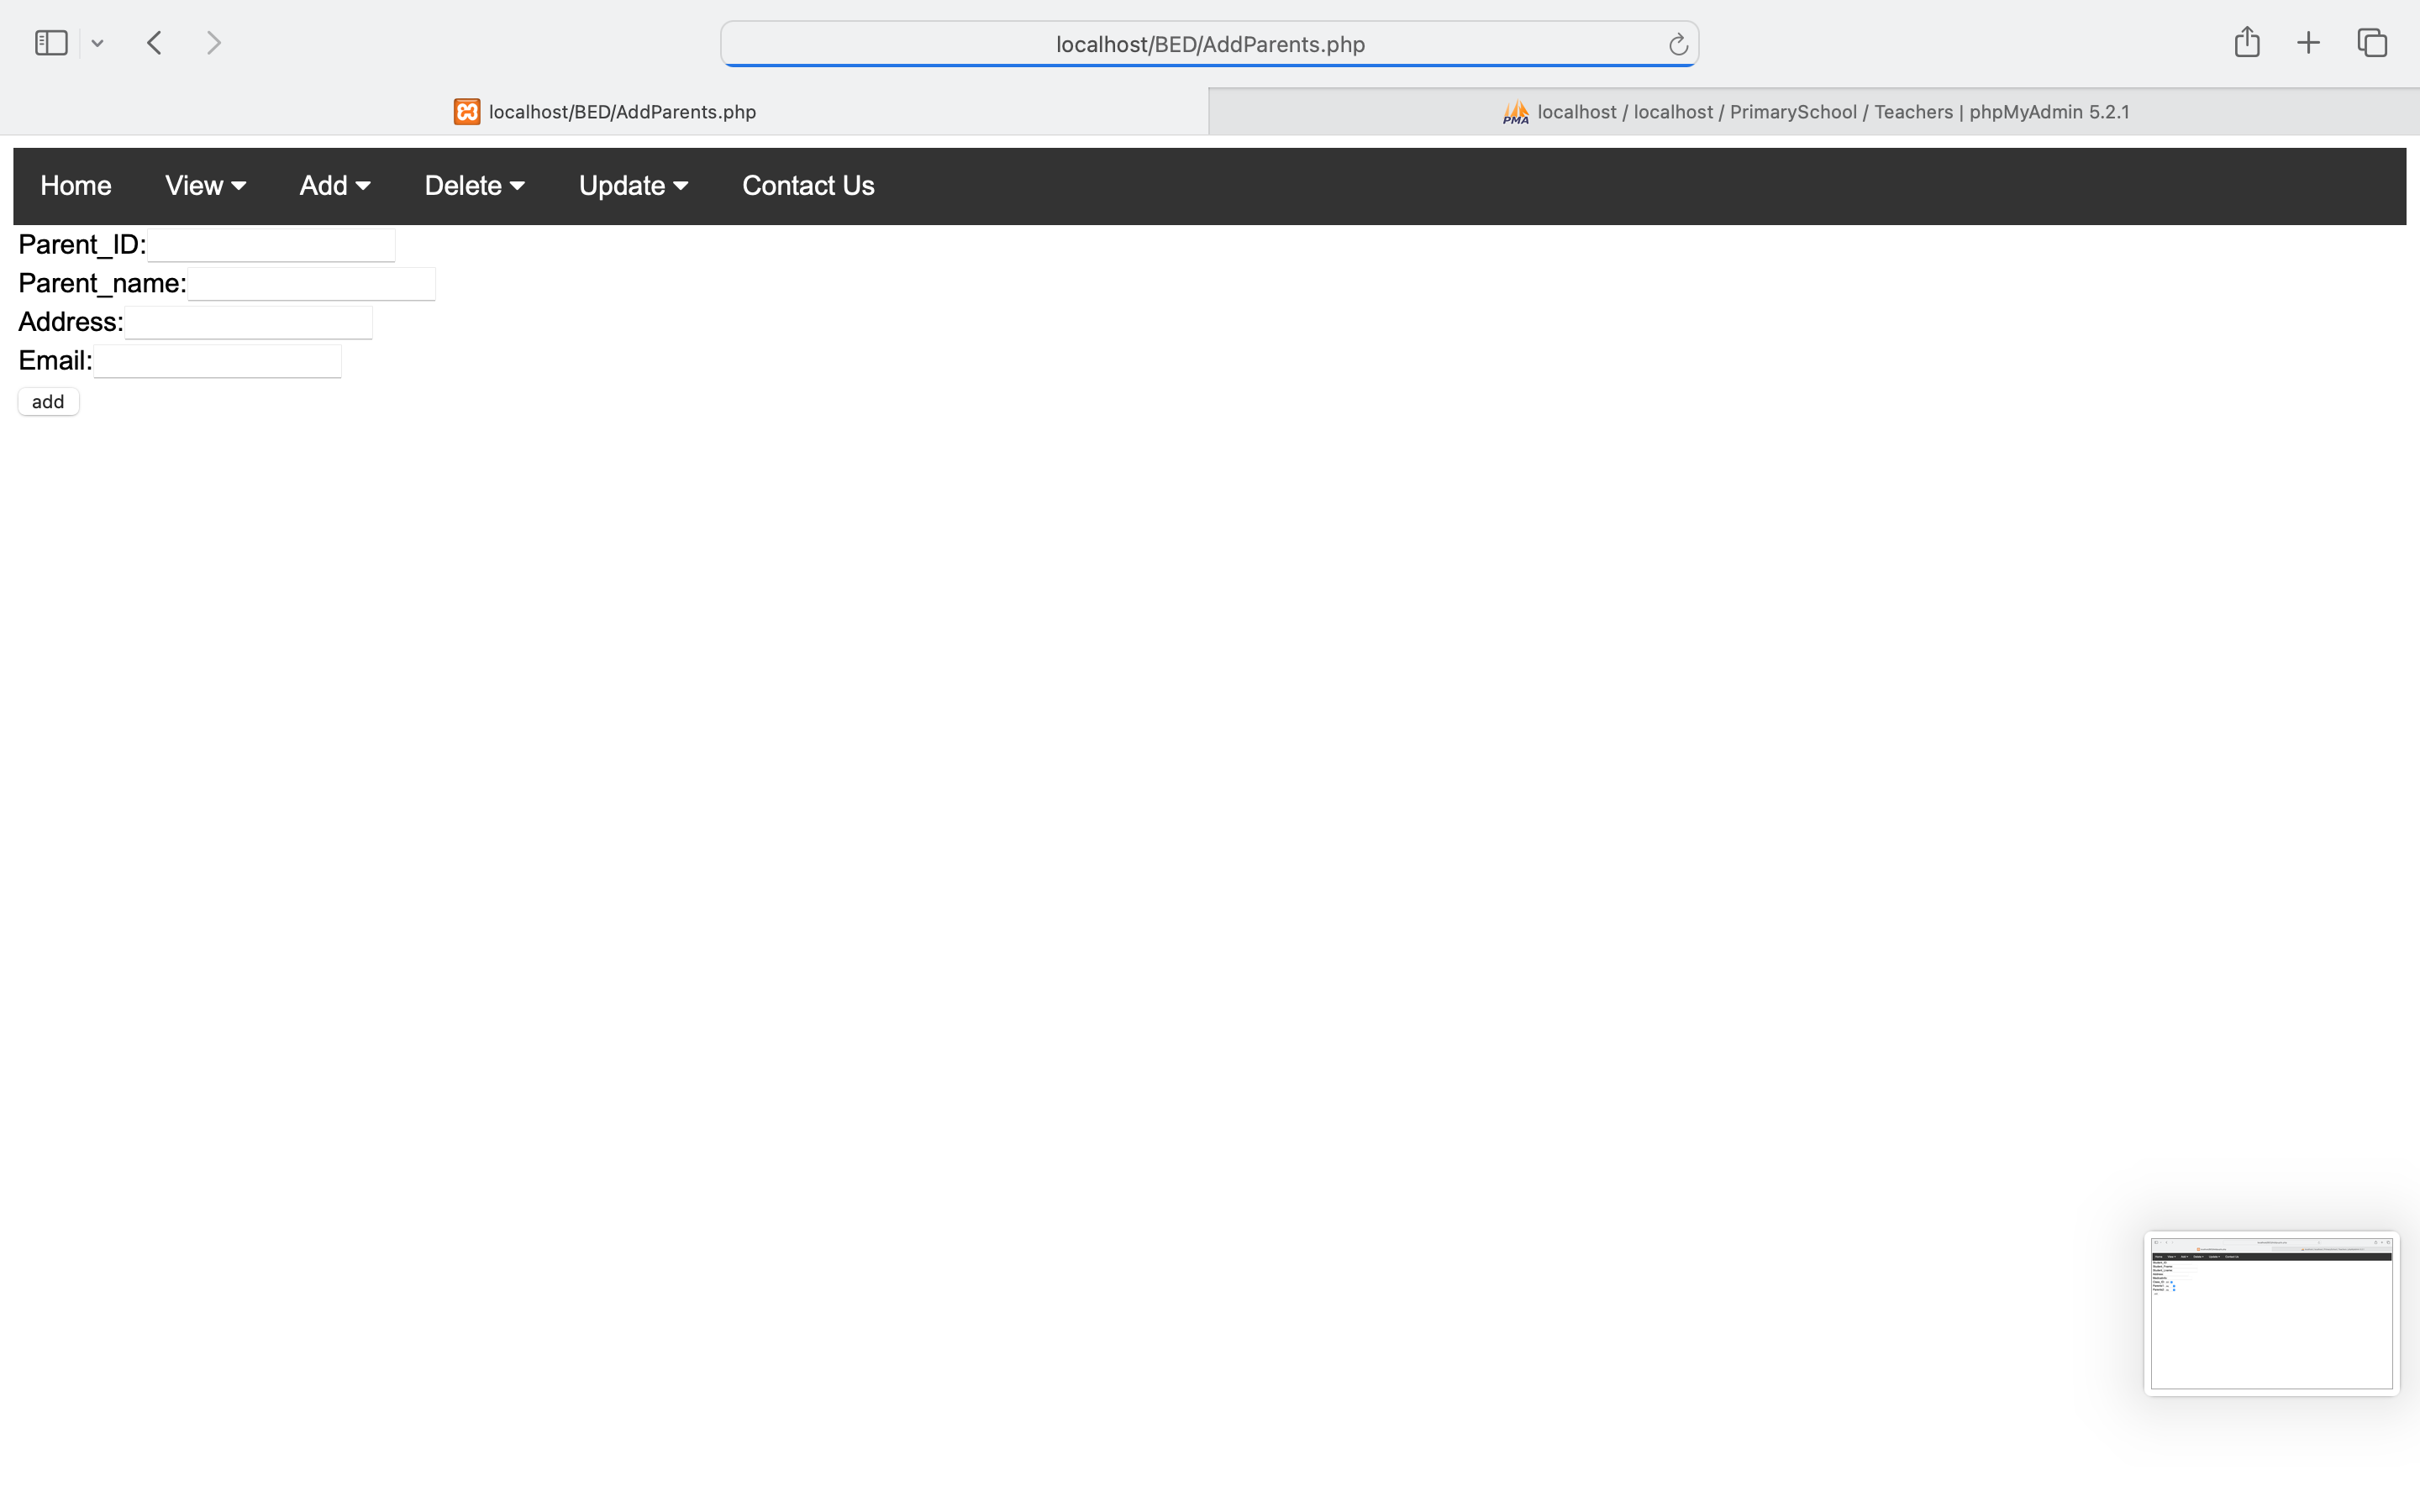 localhost/BED/AddParents.php
localhost/BED/AddParents.php
PMA localhost / localhost / PrimarySchool / Teachers | phpMyAdmin 5.2.1
Home View Add Delete Update Contact Us
Parent_ID:
Parent_name:
Address:
Email:
add